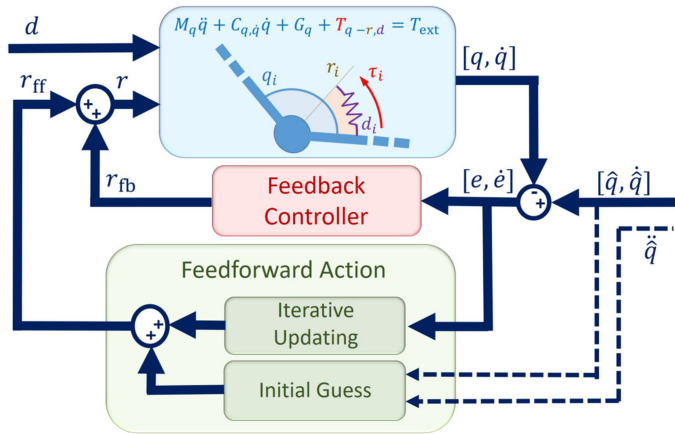 M_q q̈ + C_{q,q̇} q̇ + G_q + T_{q−r,d} = T_ext
d
[q, q̇]
r_ff
r
+
+
q_i
r_i
τ_i
d_i
r_fb
Feedback
Controller
[e, ė]
-
+
[q̂, q̂̇]
q̂̈
Feedforward Action
Iterative
Updating
+
+
Initial Guess